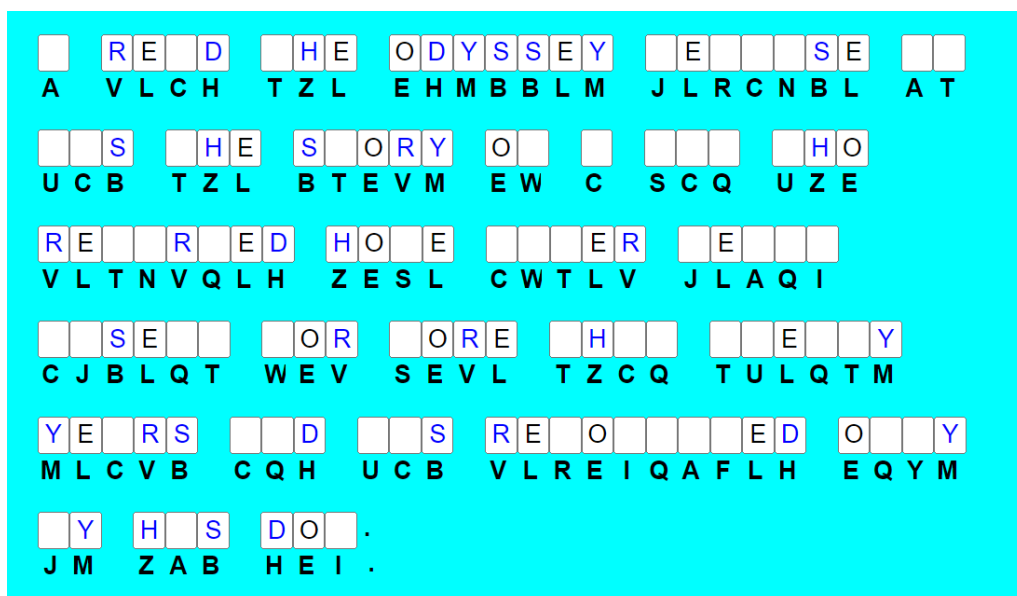 RE D HE ODYSSEY E SE
A VLCH TZL EHMBBLM JLRCNBL AT
S HE S ORY O HO
UCB TZL BTEVM EW C SCQ UZE
RE R ED HO E ER E
VLTNVQLH ZESL CWTLV JLAQI
SE OR ORE H E Y
CJBLQT WEV SEVL TZCQ TULQTM
YE RS D S RE O ED O Y
MLCVB CQH UCB VLREIQAFLH EQYM
Y H S DO .
JM ZAB HEI.